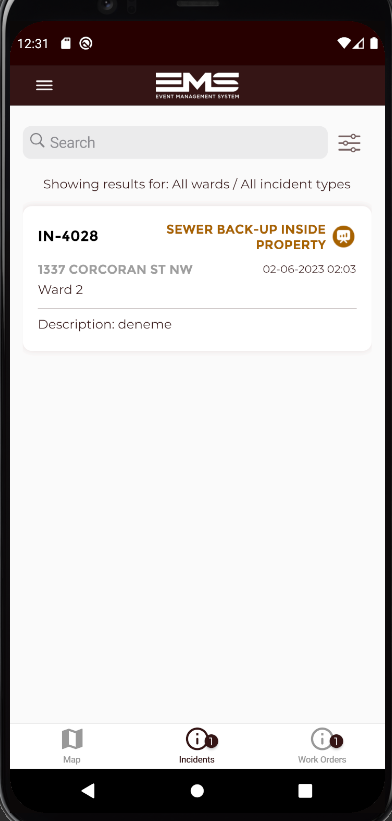 12:31
EMS
EVENT MANAGEMENT SYSTEM
Search
Showing results for: All wards / All incident types
IN-4028
SEWER BACK-UP INSIDE
PROPERTY
1337 CORCORAN ST NW
02-06-2023 02:03
Ward 2
Description: deneme
1
1
Map
Incidents
Work Orders